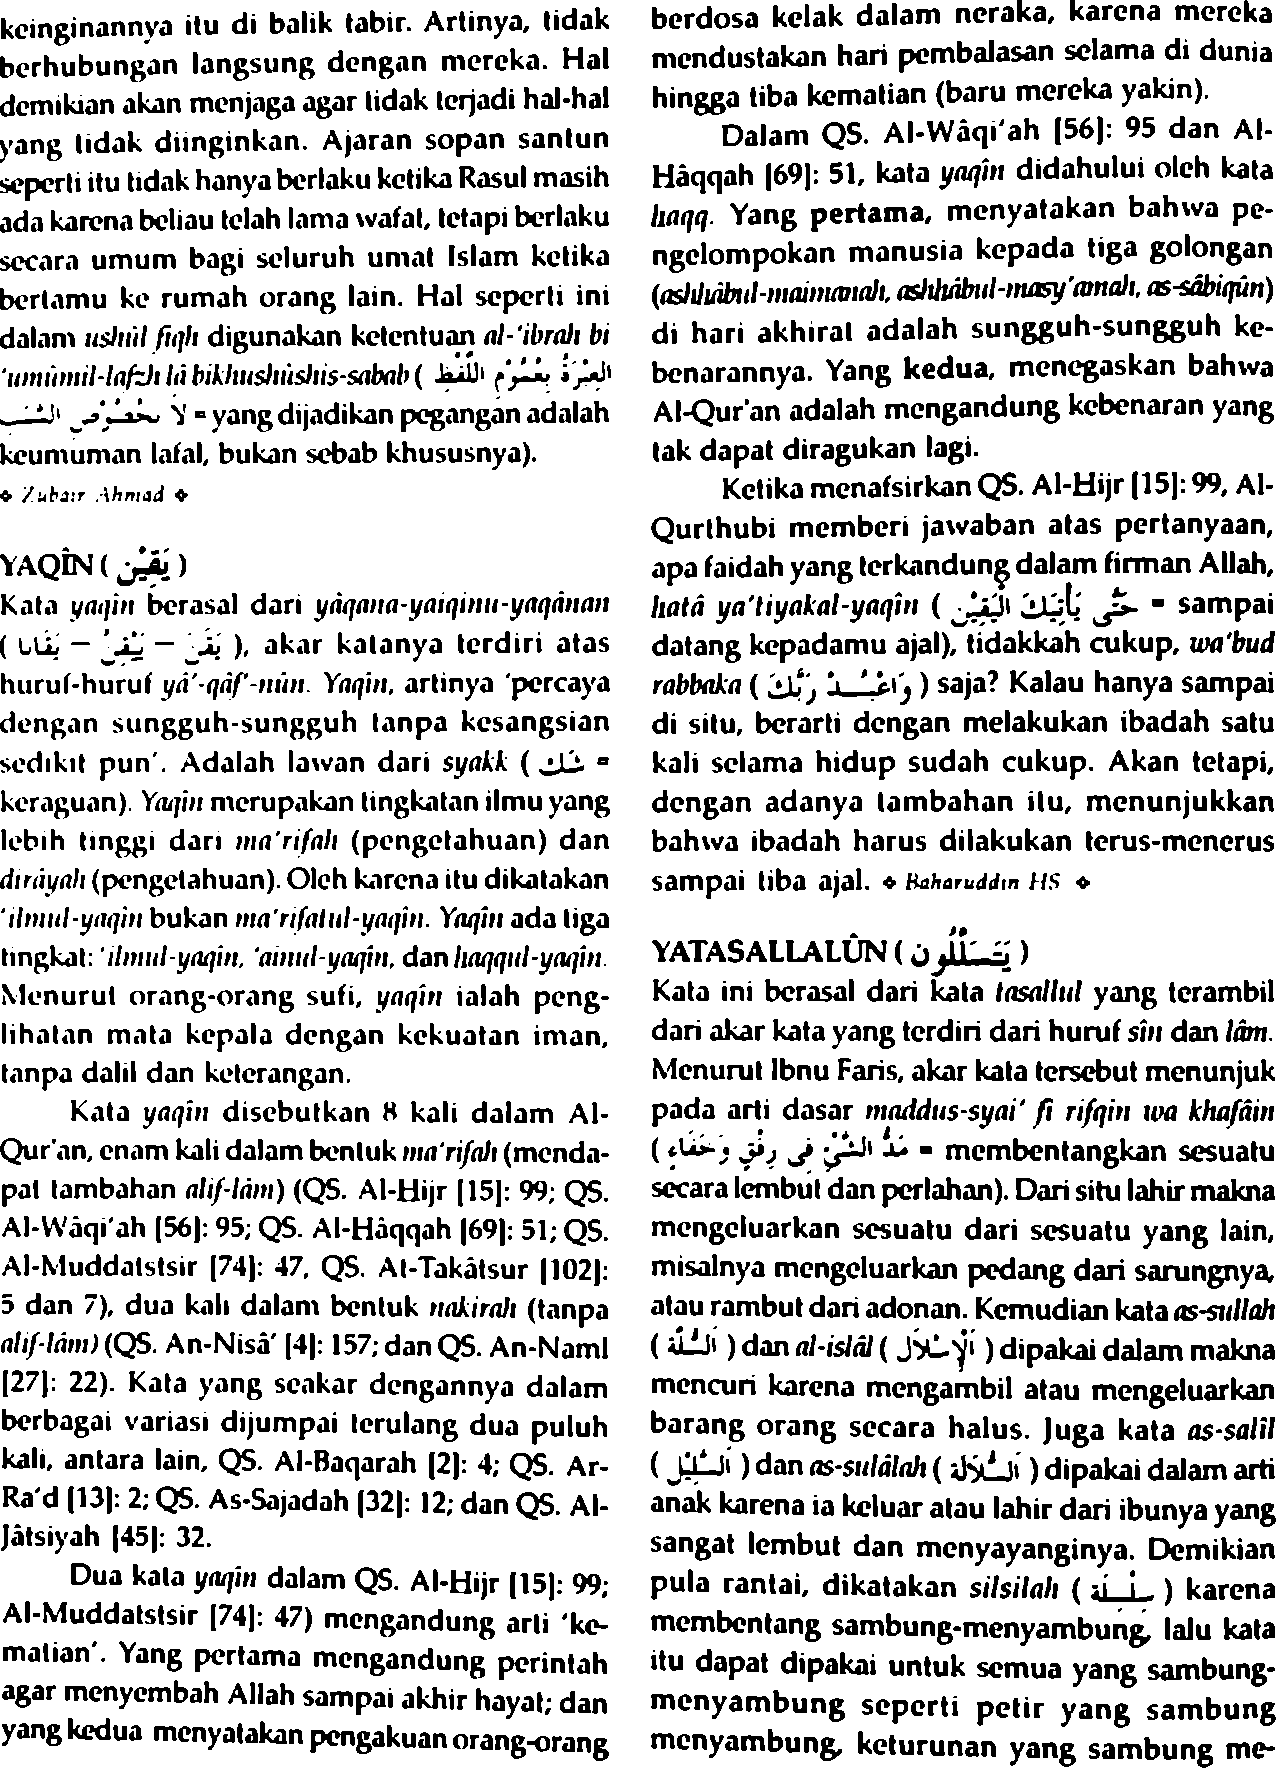 keinginannya itu di balik tabir. Artinya, tidak
berhubungan langsung dengan mereka. Hal
demikian akan menjaga agar tidak terjadi hal-hal
yang tidak diinginkan. Ajaran sopan santun
seperti itu tidak hanya berlaku ketika Rasul masih
ada karena beliau telah lama wafat, tetapi berlaku
secara umum bagi seluruh umat Islam ketika
bertamu ke rumah orang lain. Hal seperti ini
dalam ushûl fiqh digunakan ketentuan al-'ibrah bi
'umûmil-lafzh lâ bikhushûshis-sabab ( العِبْرَةُ بِعُمُوْمِ اللَّفْظِ
لاَ بِخُصُوْصِ السَّبَبِ = yang dijadikan pegangan adalah
keumuman lafal, bukan sebab khususnya).
❖ Zubair Ahmad ❖
YAQÎN ( يَقِيْن )
Kata yaqîn berasal dari yâqana-yaiqinu-yaqânan
( يَقَنَ – يَيْقِنُ – يَقَانًا ), akar katanya terdiri atas
huruf-huruf yâ'-qâf-nûn. Yaqîn, artinya 'percaya
dengan sungguh-sungguh tanpa kesangsian
sedikit pun'. Adalah lawan dari syakk ( شَكّ =
keraguan). Yaqîn merupakan tingkatan ilmu yang
lebih tinggi dari ma'rifah (pengetahuan) dan
dirâyah (pengetahuan). Oleh karena itu dikatakan
'ilmul-yaqîn bukan ma'rifatul-yaqîn. Yaqîn ada tiga
tingkat: 'ilmul-yaqîn, 'ainul-yaqîn, dan haqqul-yaqîn.
Menurut orang-orang sufi, yaqîn ialah peng-
lihatan mata kepala dengan kekuatan iman,
tanpa dalil dan keterangan.
Kata yaqîn disebutkan 8 kali dalam Al-
Qur'an, enam kali dalam bentuk ma'rifah (menda-
pat tambahan alif-lâm) (QS. Al-Hijr [15]: 99; QS.
Al-Wâqi'ah [56]: 95; QS. Al-Hâqqah [69]: 51; QS.
Al-Muddatstsir [74]: 47, QS. At-Takâtsur [102]:
5 dan 7), dua kali dalam bentuk nakirah (tanpa
alif-lâm) (QS. An-Nisâ' [4]: 157; dan QS. An-Naml
[27]: 22). Kata yang seakar dengannya dalam
berbagai variasi dijumpai terulang dua puluh
kali, antara lain, QS. Al-Baqarah [2]: 4; QS. Ar-
Ra'd [13]: 2; QS. As-Sajadah [32]: 12; dan QS. Al-
Jâtsiyah [45]: 32.
Dua kata yaqîn dalam QS. Al-Hijr [15]: 99;
Al-Muddatstsir [74]: 47) mengandung arti 'ke-
matian'. Yang pertama mengandung perintah
agar menyembah Allah sampai akhir hayat; dan
yang kedua menyatakan pengakuan orang-orang
berdosa kelak dalam neraka, karena mereka
mendustakan hari pembalasan selama di dunia
hingga tiba kematian (baru mereka yakin).
Dalam QS. Al-Wâqi'ah [56]: 95 dan Al-
Hâqqah [69]: 51, kata yaqîn didahului oleh kata
haqq. Yang pertama, menyatakan bahwa pe-
ngelompokan manusia kepada tiga golongan
(ashhâbul-maimanah, ashhâbul-masy'amah, as-sâbiqûn)
di hari akhirat adalah sungguh-sungguh ke-
benarannya. Yang kedua, menegaskan bahwa
Al-Qur'an adalah mengandung kebenaran yang
tak dapat diragukan lagi.
Ketika menafsirkan QS. Al-Hijr [15]: 99, Al-
Qurthubi memberi jawaban atas pertanyaan,
apa faidah yang terkandung dalam firman Allah,
hatâ ya'tiyakal-yaqîn ( حَتَّى يَأْتِيَكَ الْيَقِيْن = sampai
datang kepadamu ajal), tidakkah cukup, wa'bud
rabbaka ( وَاعْبُدْ رَبَّكَ ) saja? Kalau hanya sampai
di situ, berarti dengan melakukan ibadah satu
kali selama hidup sudah cukup. Akan tetapi,
dengan adanya tambahan itu, menunjukkan
bahwa ibadah harus dilakukan terus-menerus
sampai tiba ajal. ❖ Baharuddin HS ❖
YATASALLALÛN ( يَتَسَلَّلُوْن )
Kata ini berasal dari kata tasallul yang terambil
dari akar kata yang terdiri dari huruf sîn dan lâm.
Menurut Ibnu Faris, akar kata tersebut menunjuk
pada arti dasar maddus-syai' fî rifqin wa khafâin
( مَدُّ الشَّيْئِ فِى رِفْقٍ وَخَفَاءٍ = membentangkan sesuatu
secara lembut dan perlahan). Dari situ lahir makna
mengeluarkan sesuatu dari sesuatu yang lain,
misalnya mengeluarkan pedang dari sarungnya,
atau rambut dari adonan. Kemudian kata as-sullah
( اَلسُّلَّةُ ) dan al-islâl ( اَلْإِسْلاَل ) dipakai dalam makna
mencuri karena mengambil atau mengeluarkan
barang orang secara halus. Juga kata as-salîl
( اَلسَّلِيْل ) dan as-sulâlah ( اَلسُّلاَلَة ) dipakai dalam arti
anak karena ia keluar atau lahir dari ibunya yang
sangat lembut dan menyayanginya. Demikian
pula rantai, dikatakan silsilah ( سِلْسِلَة ) karena
membentang sambung-menyambung, lalu kata
itu dapat dipakai untuk semua yang sambung-
menyambung seperti petir yang sambung
menyambung, keturunan yang sambung me-